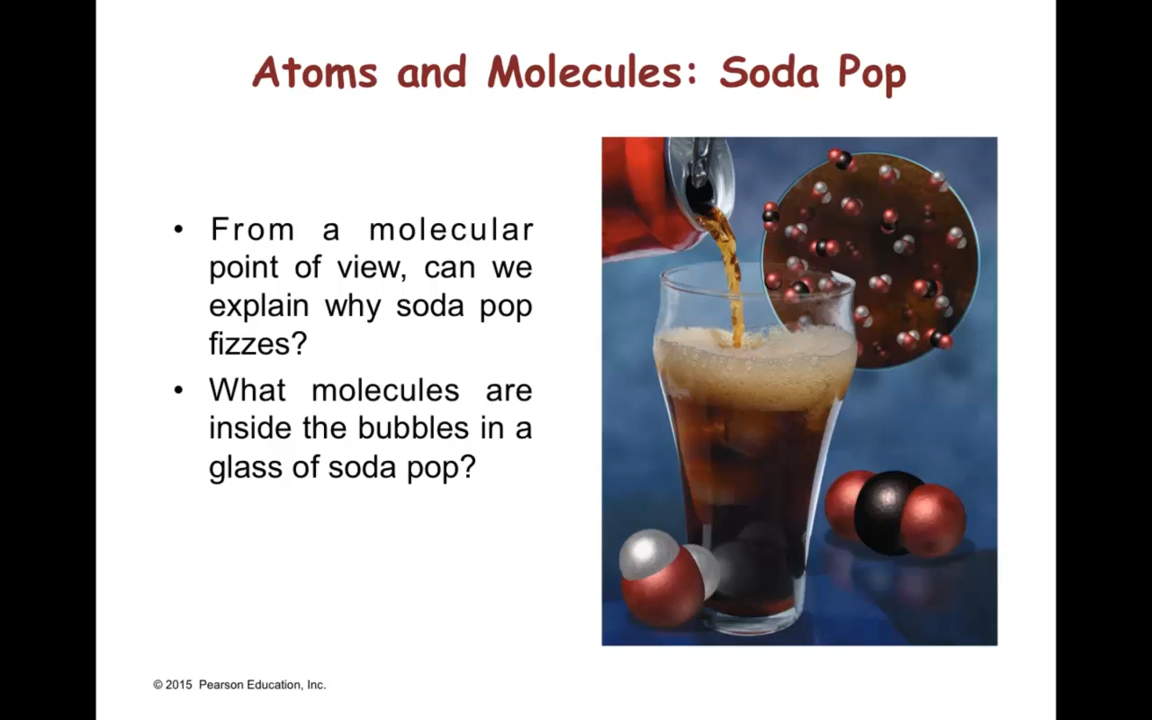 Atoms and Molecules: Soda Pop
• From a molecular
point of view, can we
explain why soda pop
fizzes?
• What molecules are
inside the bubbles in a
glass of soda pop?
© 2015 Pearson Education, Inc.